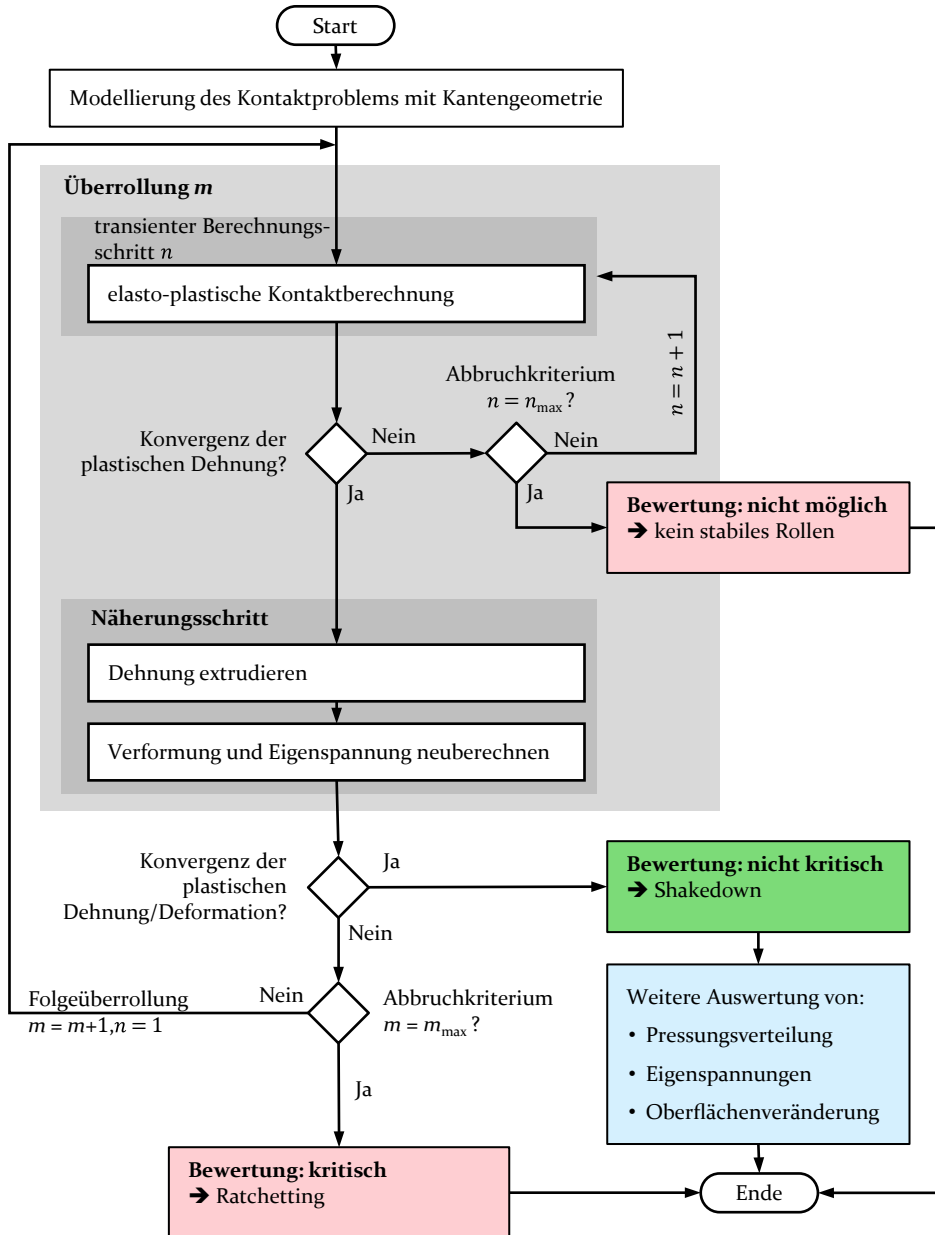 Start
Modellierung des Kontaktproblems mit Kantengeometrie
Überrollung m
transienter Berechnungs-
schritt n
elasto-plastische Kontaktberechnung
n = n + 1
Abbruchkriterium
n = n_max ?
Konvergenz der
plastischen Dehnung?
Nein
Nein
Ja
Ja
Bewertung: nicht möglich
➔ kein stabiles Rollen
Näherungsschritt
Dehnung extrudieren
Verformung und Eigenspannung neuberechnen
Konvergenz der
plastischen
Dehnung/Deformation?
Ja
Nein
Bewertung: nicht kritisch
➔ Shakedown
Folgeüberrollung
m = m+1,n = 1
Nein
Abbruchkriterium
m = m_max ?
Ja
Weitere Auswertung von:
• Pressungsverteilung
• Eigenspannungen
• Oberflächenveränderung
Bewertung: kritisch
➔ Ratchetting
Ende